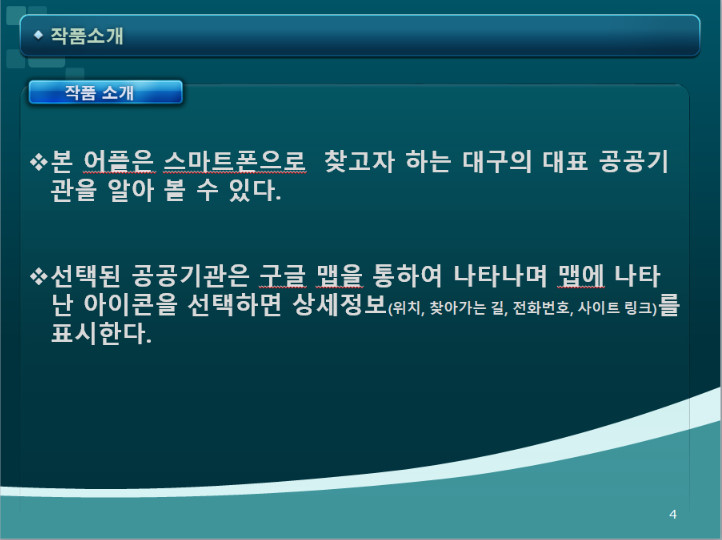 ◆ 작품소개
작품 소개
❖본 어플은 스마트폰으로 찾고자 하는 대구의 대표 공공기
관을 알아 볼 수 있다.
❖선택된 공공기관은 구글 맵을 통하여 나타나며 맵에 나타
난 아이콘을 선택하면 상세정보(위치, 찾아가는 길, 전화번호, 사이트 링크)를
표시한다.
4